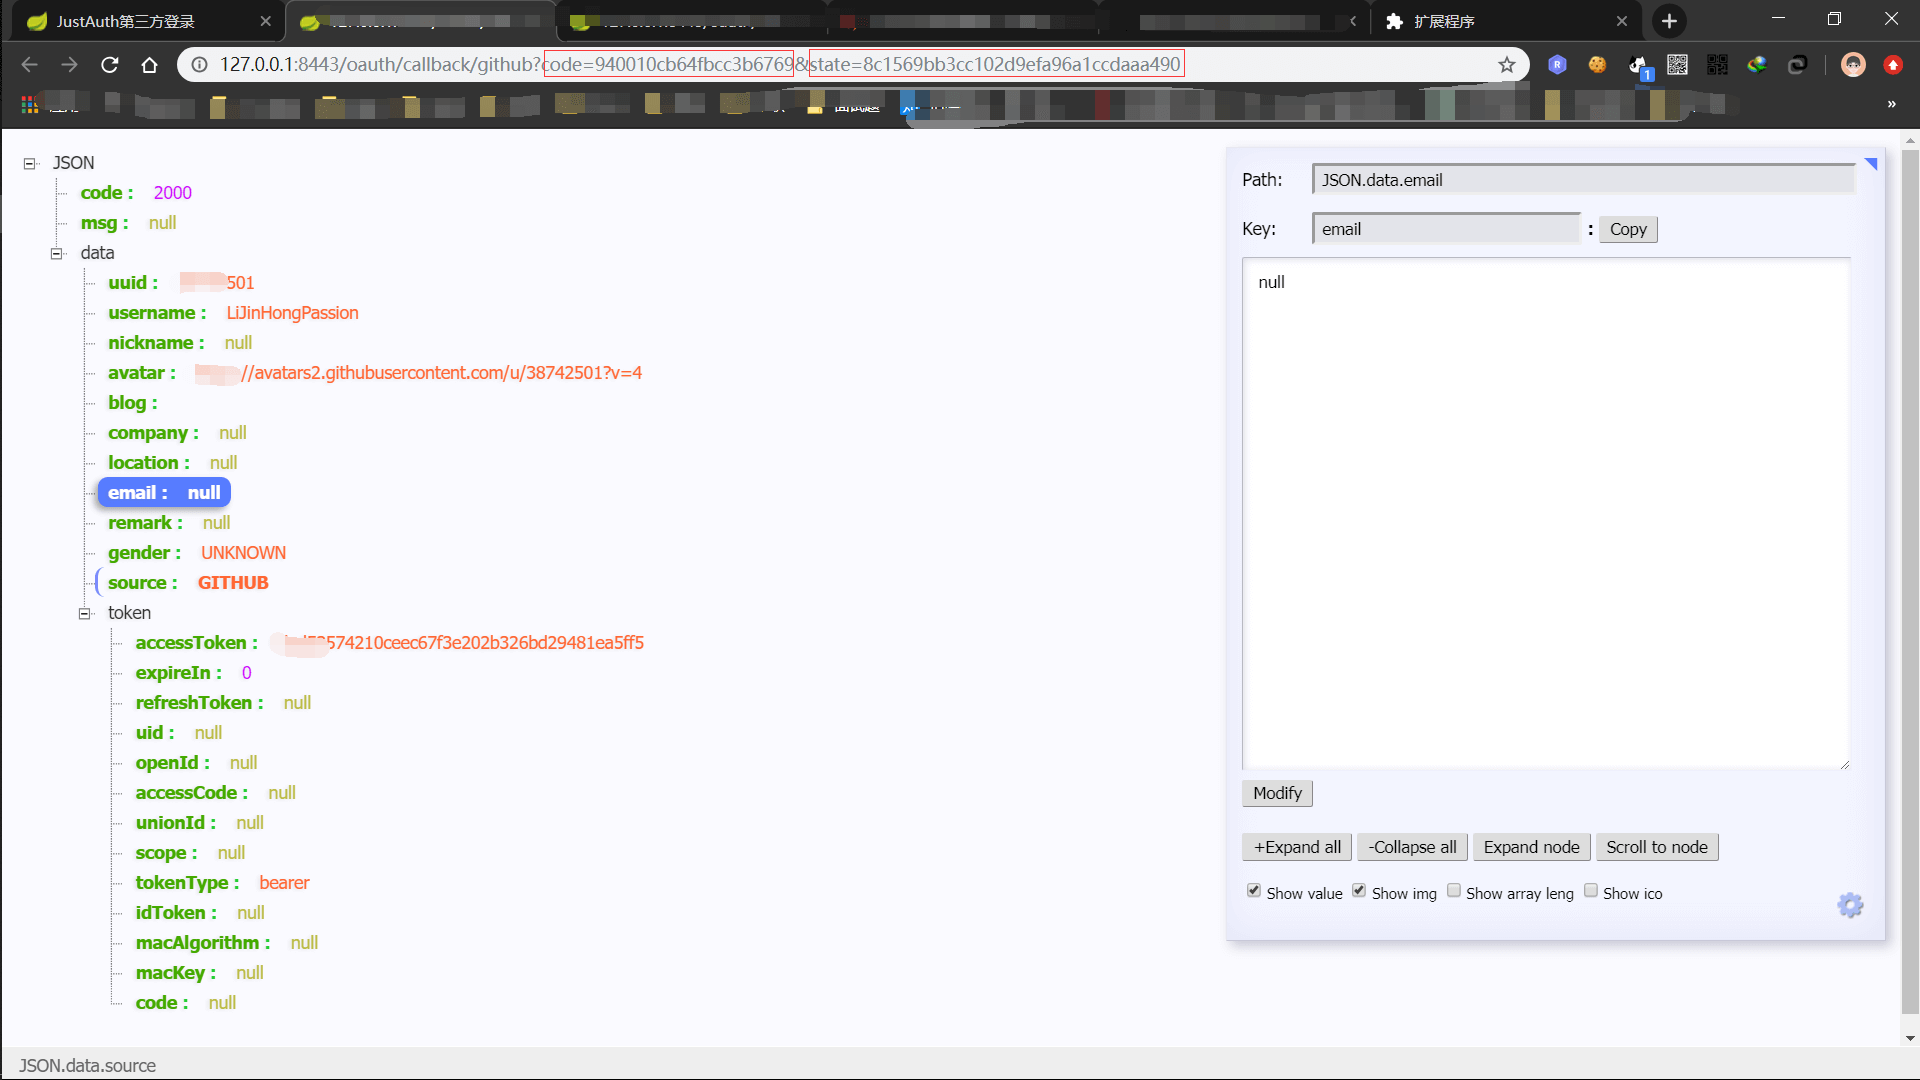 JustAuth第三方登录
扩展程序
127.0.0.1:8443/oauth/callback/github?code=940010cb64fbcc3b6769&state=8c1569bb3cc102d9efa96a1ccdaaa490
1
»
JSON
code : 2000
msg : null
data
uuid : 501
username : LiJinHongPassion
nickname : null
avatar : //avatars2.githubusercontent.com/u/38742501?v=4
blog :
company : null
location : null
email : null
remark : null
gender : UNKNOWN
source : GITHUB
token
accessToken : 574210ceec67f3e202b326bd29481ea5ff5
expireIn : 0
refreshToken : null
uid : null
openId : null
accessCode : null
unionId : null
scope : null
tokenType : bearer
idToken : null
macAlgorithm : null
macKey : null
code : null
Path: JSON.data.email
Key: email : Copy
null
Modify
+Expand all -Collapse all Expand node Scroll to node
Show value Show img Show array leng Show ico
JSON.data.source